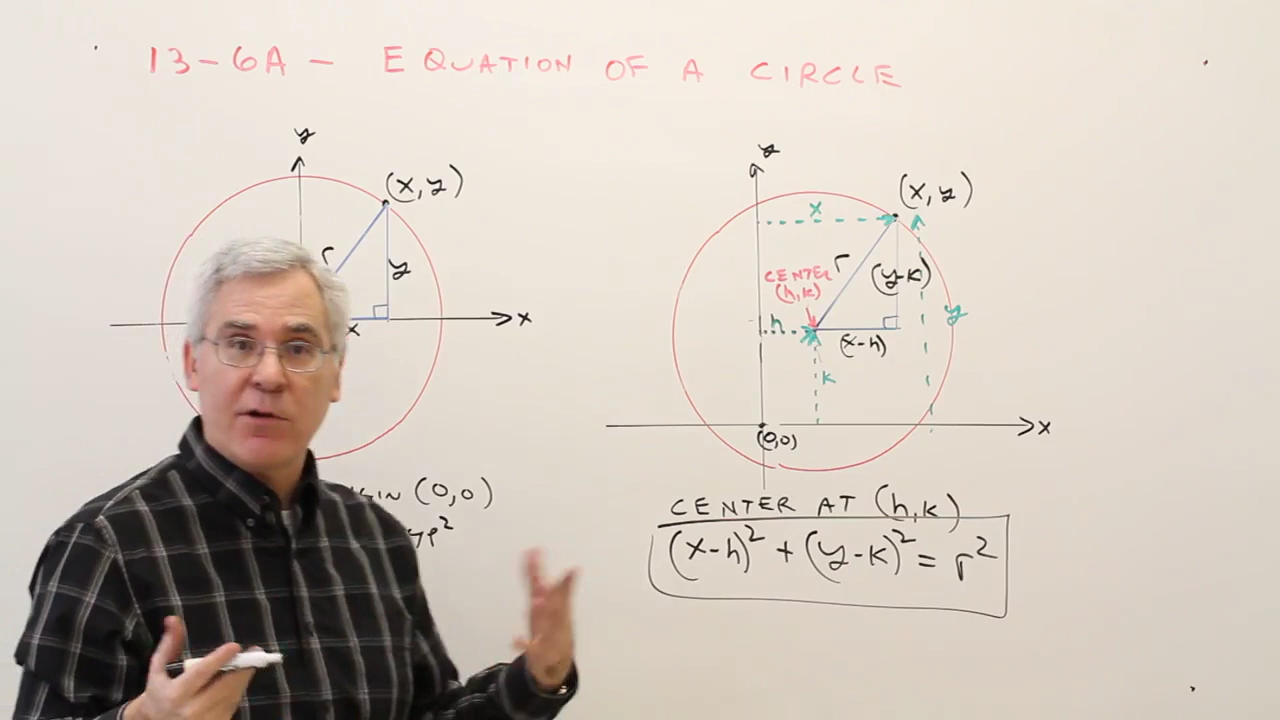 13-6A - EQUATION OF A CIRCLE
y
(x,y)
r
y
x
x
(0,0)
y
(x,y)
x
CENTER
(h,k)
r
(y-k)
h
(x-h)
y
k
x
(0,0)
CENTER AT (h,k)
(x-h)² + (y-k)² = r²